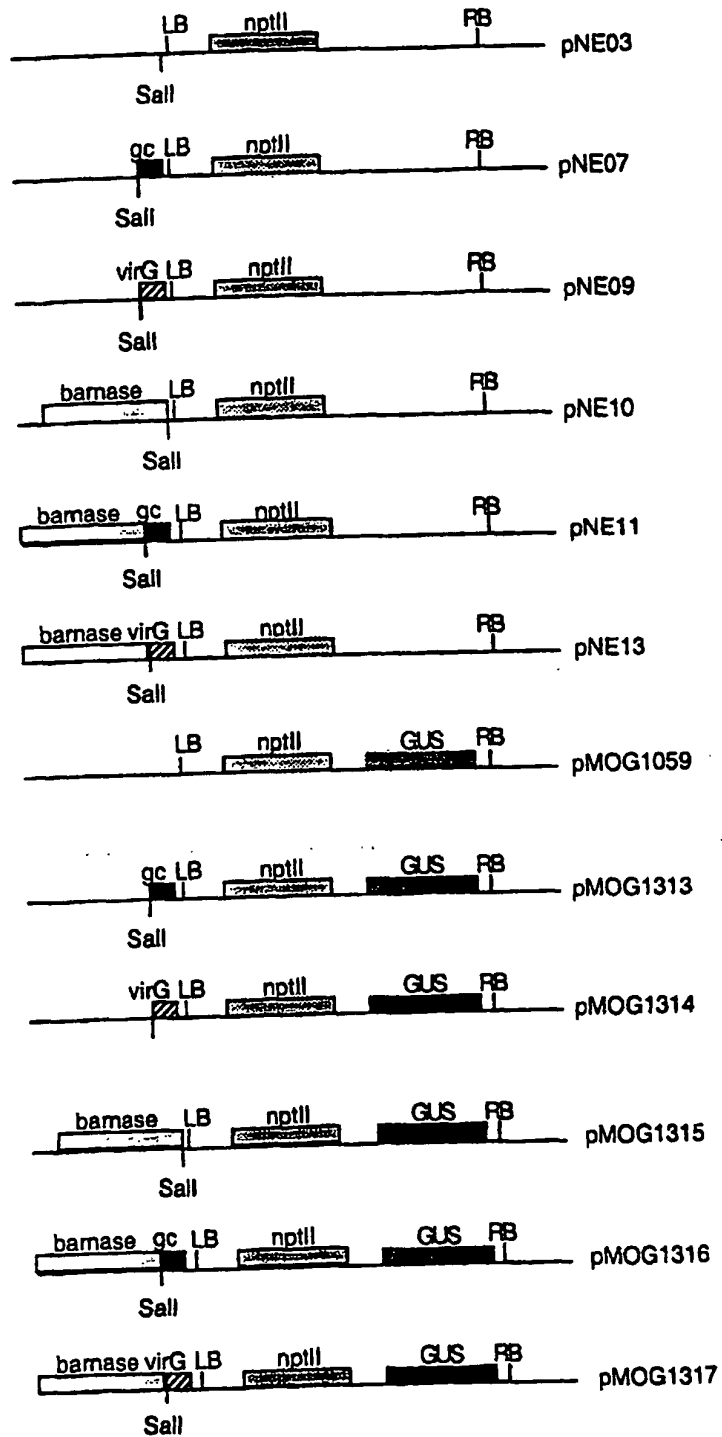 LB nptII RB pNE03
SalI
gc LB nptII RB pNE07
SalI
virG LB nptII RB pNE09
SalI
barnase LB nptII RB pNE10
SalI
barnase gc LB nptII RB pNE11
SalI
barnase virG LB nptII RB pNE13
SalI
LB nptII GUS RB pMOG1059
gc LB nptII GUS RB pMOG1313
SalI
virG LB nptII GUS RB pMOG1314
barnase LB nptII GUS RB pMOG1315
SalI
barnase gc LB nptII GUS RB pMOG1316
SalI
barnase virG LB nptII GUS RB pMOG1317
SalI